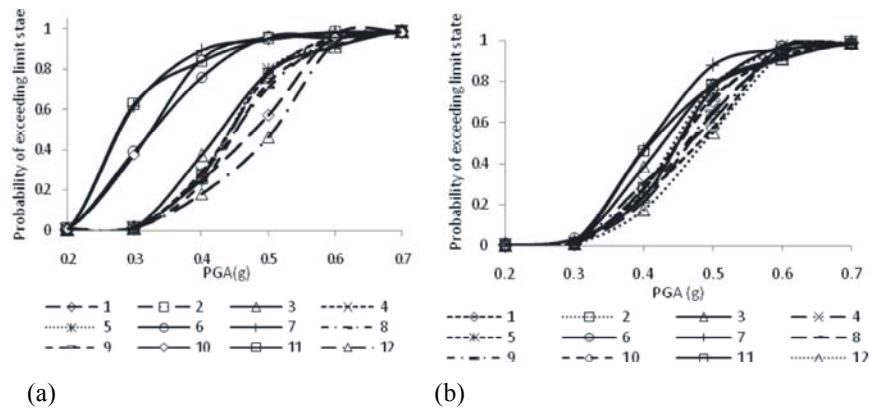 Probability of exceeding limit stae
1
0.8
0.6
0.4
0.2
0
0.2 0.3 0.4 0.5 0.6 0.7
PGA(g)
1 2 3 4
5 6 7 8
9 10 11 12
(a)
Probability of exceeding limit state
1
0.8
0.6
0.4
0.2
0
0.2 0.3 0.4 0.5 0.6 0.7
PGA (g)
1 2 3 4
5 6 7 8
9 10 11 12
(b)